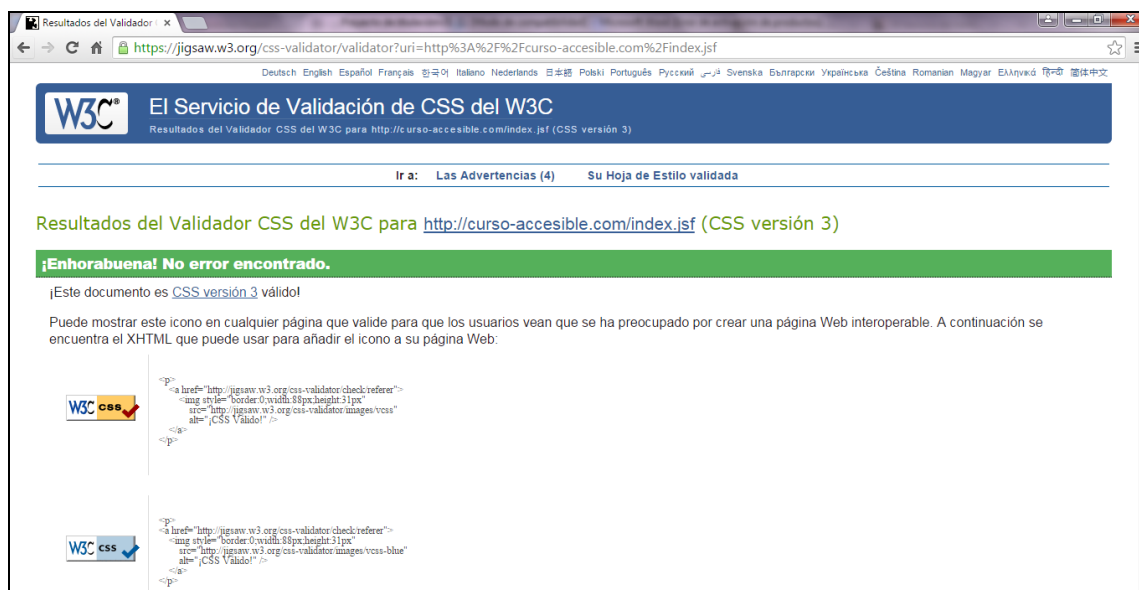 Resultados del Validador
https://jigsaw.w3.org/css-validator/validator?uri=http%3A%2F%2Fcurso-accesible.com%2Findex.jsf
Deutsch English Español Français 한국어 Italiano Nederlands 日本語 Polski Português Русский فارسی Svenska Български Українська Čeština Romanian Magyar Ελληνικά हिन्दी 简体中文
W3C® El Servicio de Validación de CSS del W3C
Resultados del Validador CSS del W3C para http://curso-accesible.com/index.jsf (CSS versión 3)
Ir a: Las Advertencias (4) Su Hoja de Estilo validada
Resultados del Validador CSS del W3C para http://curso-accesible.com/index.jsf (CSS versión 3)
¡Enhorabuena! No error encontrado.
¡Este documento es CSS versión 3 válido!
Puede mostrar este icono en cualquier página que valide para que los usuarios vean que se ha preocupado por crear una página Web interoperable. A continuación se
encuentra el XHTML que puede usar para añadir el icono a su página Web:
<p>
<a href="http://jigsaw.w3.org/css-validator/check/referer">
<img style="border:0;width:88px;height:31px"
W3C css
src="http://jigsaw.w3.org/css-validator/images/vcss"
alt="¡CSS Válido!" />
</a>
</p>
<p>
<a href="http://jigsaw.w3.org/css-validator/check/referer">
<img style="border:0;width:88px;height:31px"
W3C css
src="http://jigsaw.w3.org/css-validator/images/vcss-blue"
alt="¡CSS Válido!" />
</a>
</p>